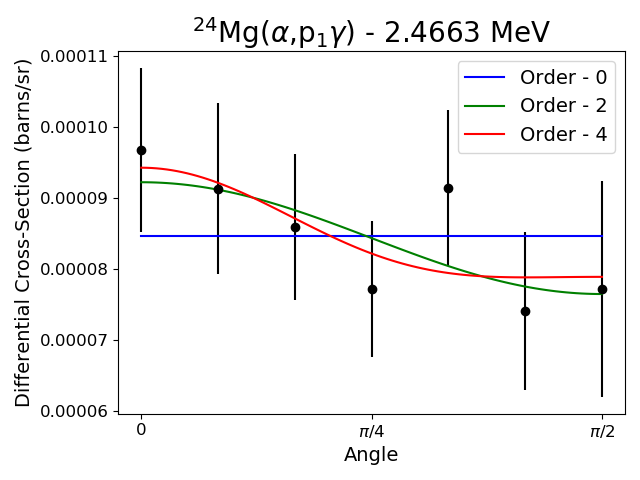 ²⁴Mg(α,p₁γ) - 2.4663 MeV
Differential Cross-Section (barns/sr)
0.00011
0.00010
0.00009
0.00008
0.00007
0.00006
Order - 0
Order - 2
Order - 4
0
π/4
π/2
Angle